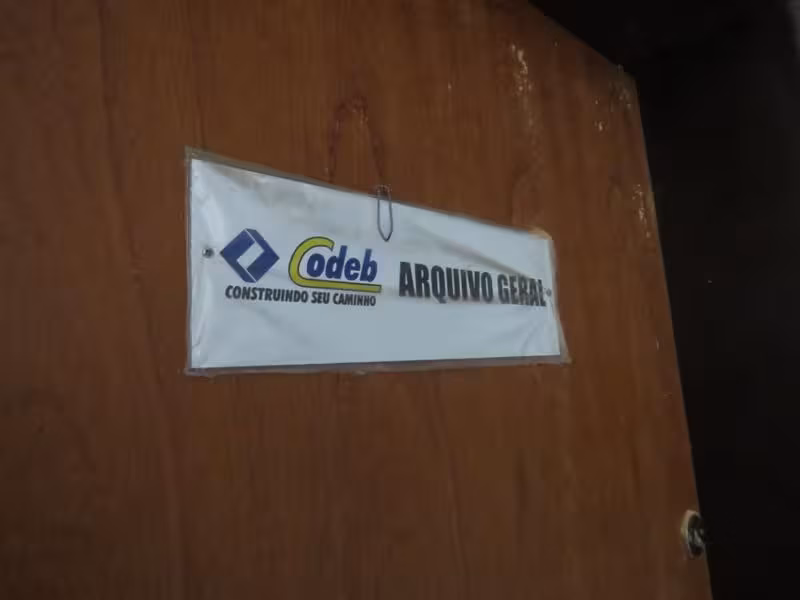 Codeb ARQUIVO GERAL
CONSTRUINDO SEU CAMINHO